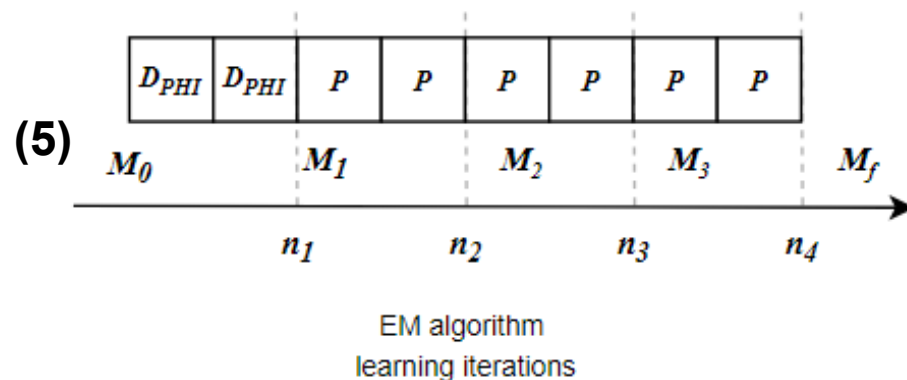 D_PHI D_PHI P P P P P P
(5)
M_0 M_1 M_2 M_3 M_f
n_1 n_2 n_3 n_4
EM algorithm
learning iterations